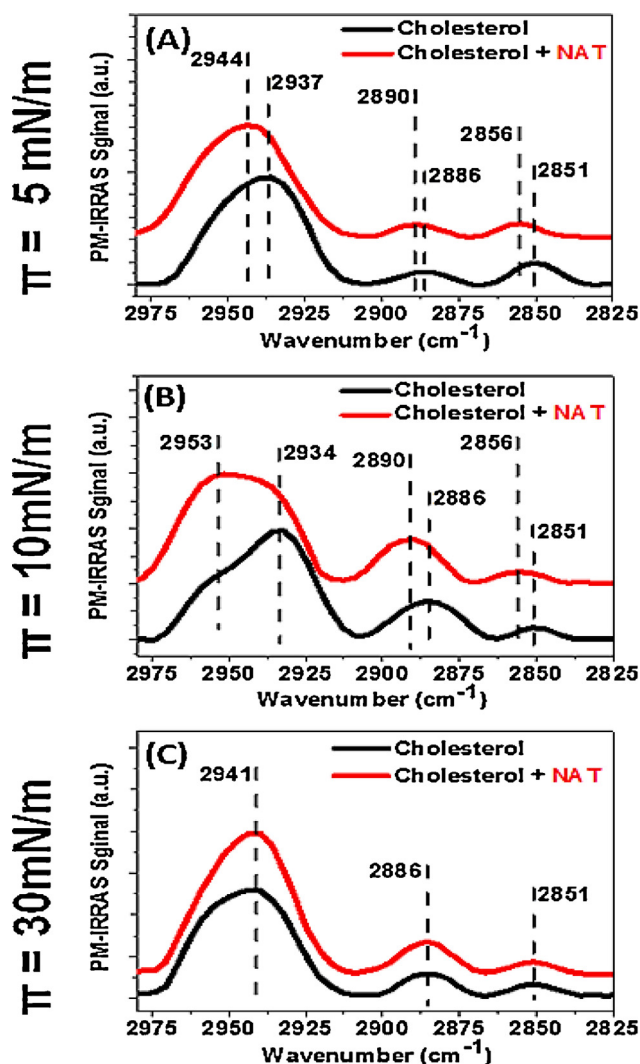 π = 5 mN/m
(A)
Cholesterol
Cholesterol + NAT
2944
2937
2890
2886
2856
2851
PM-IRRAS Sginal (a.u.)
2975 2950 2925 2900 2875 2850 2825
Wavenumber (cm⁻¹)
π = 10mN/m
(B)
Cholesterol
Cholesterol + NAT
2953
2934
2890
2886
2856
2851
PM-IRRAS Sginal (a.u.)
2975 2950 2925 2900 2875 2850 2825
Wavenumber (cm⁻¹)
π = 30mN/m
(C)
Cholesterol
Cholesterol + NAT
2941
2886
2851
PM-IRRAS Sginal (a.u.)
2975 2950 2925 2900 2875 2850 2825
Wavenumber (cm⁻¹)